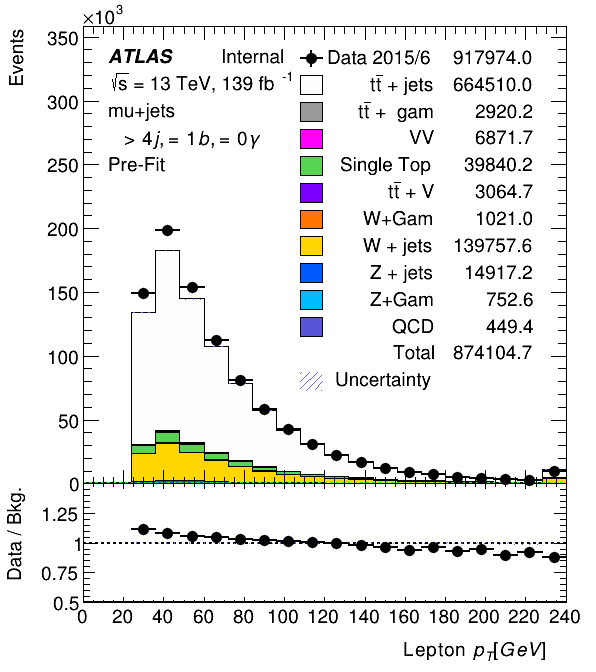 ×10³
Events
350
300
250
200
150
100
50
0
ATLAS Internal
√s = 13 TeV, 139 fb⁻¹
mu+jets
> 4j, = 1b, = 0γ
Pre-Fit
Data 2015/6 917974.0
tt̄ + jets 664510.0
tt̄ + gam 2920.2
VV 6871.7
Single Top 39840.2
tt̄ + V 3064.7
W+Gam 1021.0
W + jets 139757.6
Z + jets 14917.2
Z+Gam 752.6
QCD 449.4
Total 874104.7
Uncertainty
Data / Bkg.
1.25
1
0.75
0.5
0 20 40 60 80 100 120 140 160 180 200 220 240
Lepton p_T[GeV]